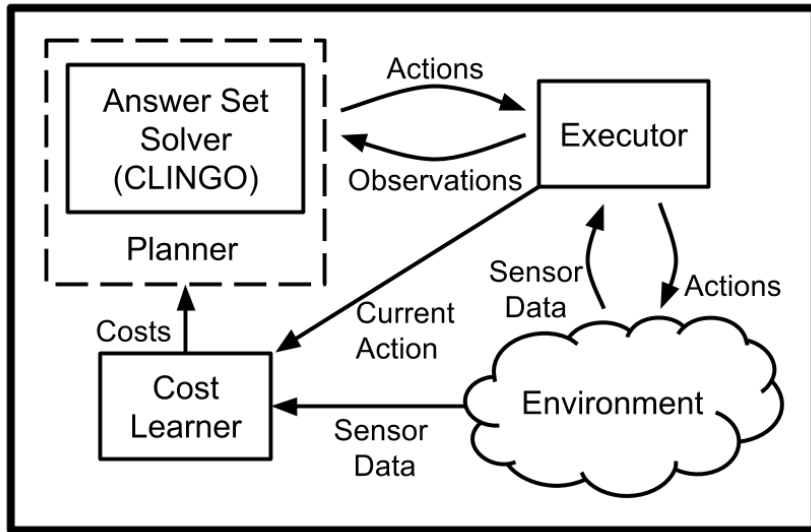 Answer Set
Solver
(CLINGO)
Planner
Actions
Observations
Executor
Sensor
Data
Actions
Current
Action
Costs
Cost
Learner
Sensor
Data
Environment